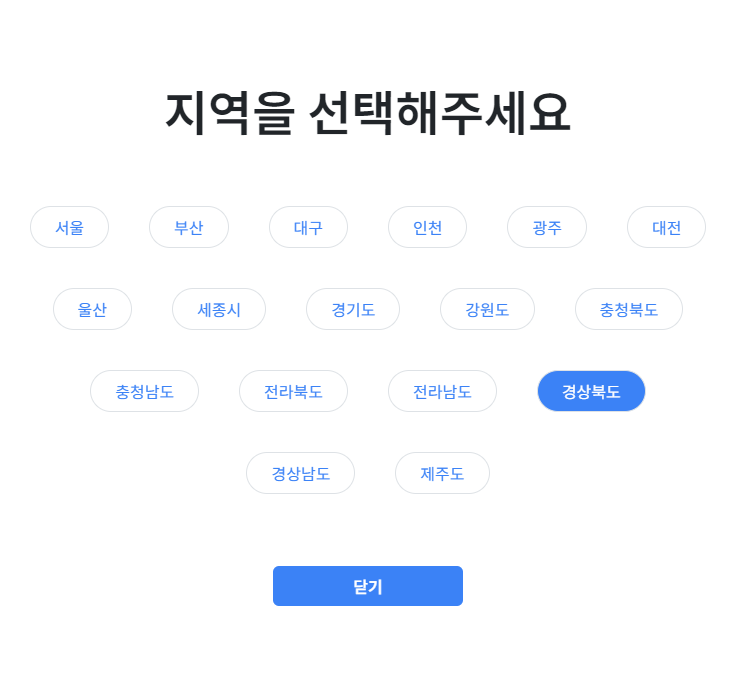 지역을 선택해주세요
서울 부산 대구 인천 광주 대전
울산 세종시 경기도 강원도 충청북도
충청남도 전라북도 전라남도 경상북도
경상남도 제주도
닫기